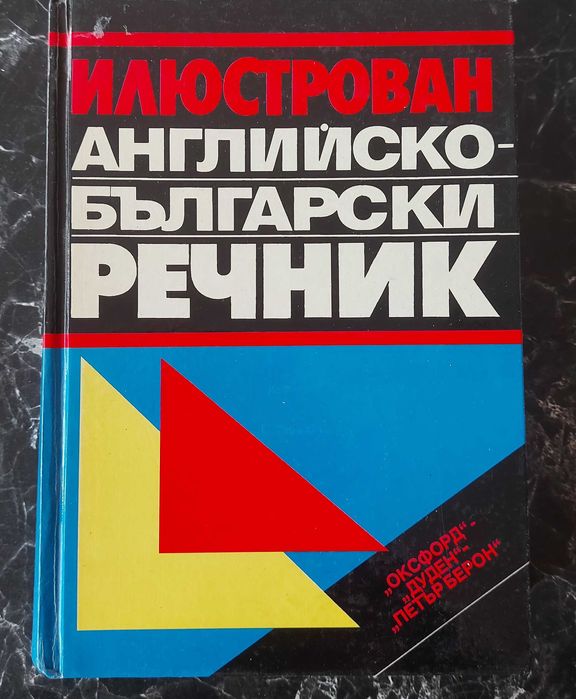 ИЛЮСТРОВАН
АНГЛИЙСКО-
БЪЛГАРСКИ
РЕЧНИК
„ОКСФОРД“-
„ДУДЕН“-
„ПЕТЪР БЕРОН“